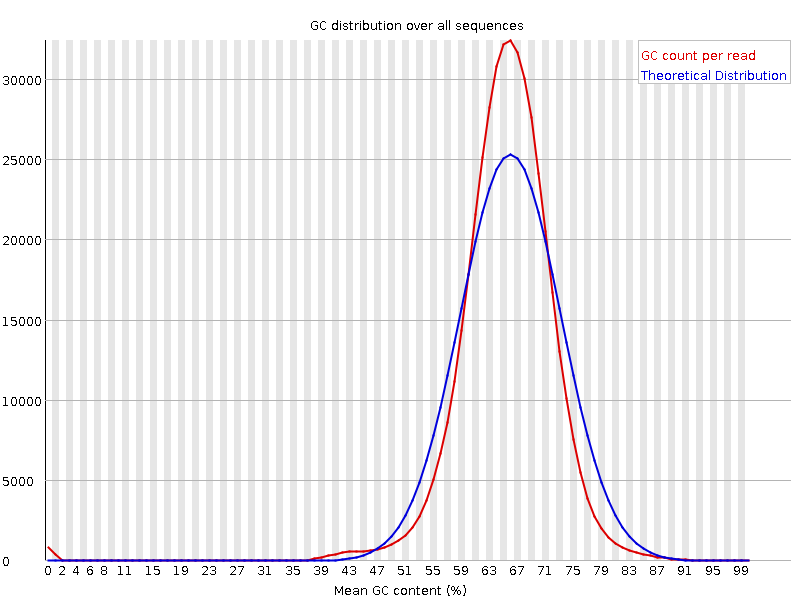 GC distribution over all sequences
GC count per read
Theoretical Distribution
30000
25000
20000
15000
10000
5000
0
0 2 4 6 8 11 15 19 23 27 31 35 39 43 47 51 55 59 63 67 71 75 79 83 87 91 95 99
Mean GC content (%)